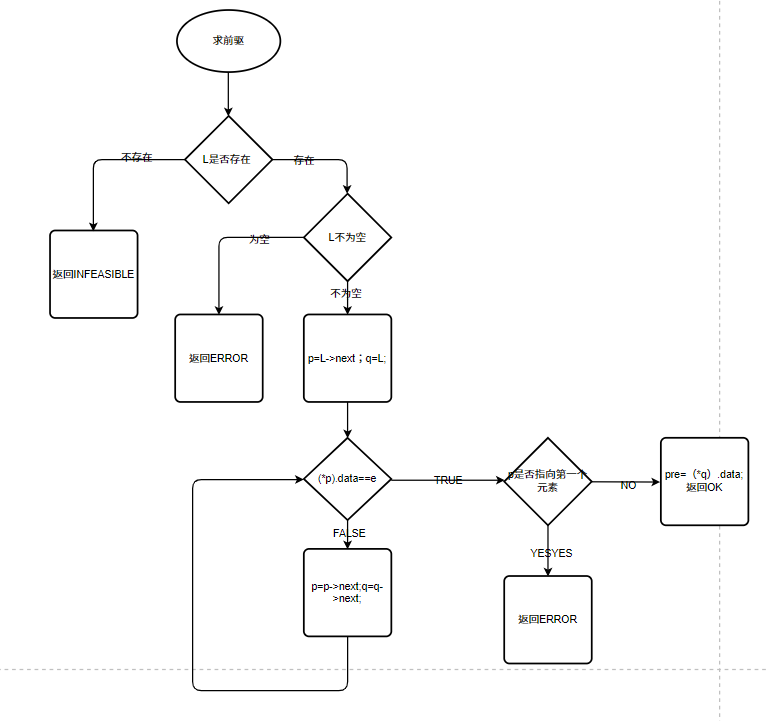 求前驱
L是否存在
不存在
存在
返回INFEASIBLE
L不为空
为空
不为空
返回ERROR
p=L->next；q=L;
(*p).data==e
TRUE
p是否指向第一个
元素
NO
pre=（*q）.data;
返回OK
FALSE
p=p->next;q=q-
>next;
YESYES
返回ERROR